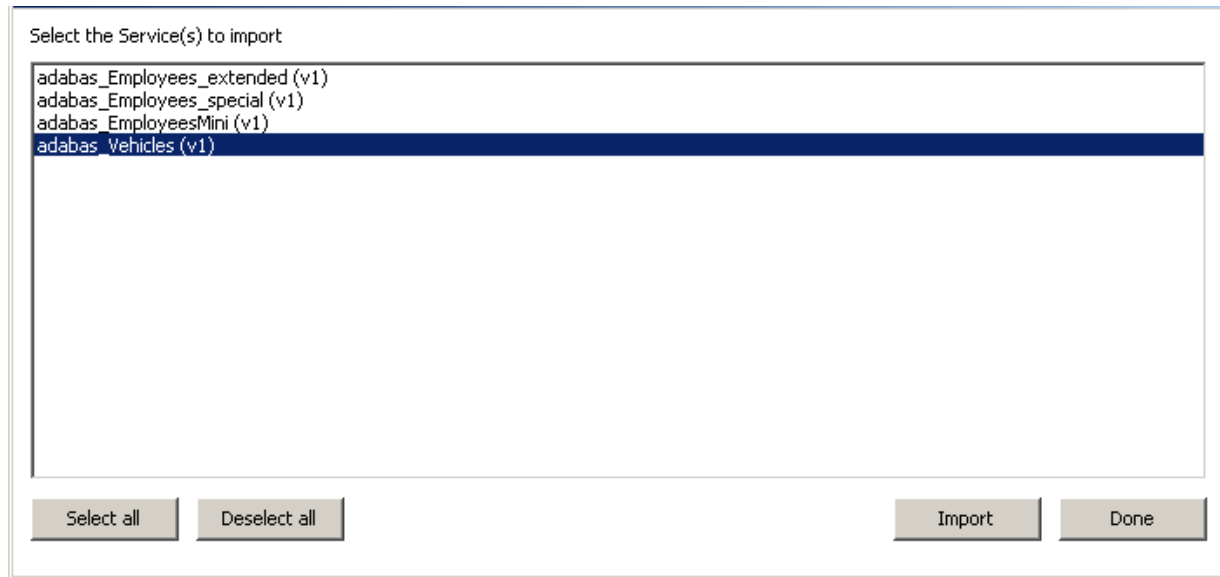 Select the Service(s) to import
adabas_Employees_extended (v1)
adabas_Employees_special (v1)
adabas_EmployeesMini (v1)
adabas_Vehicles (v1)
Select all Deselect all Import Done